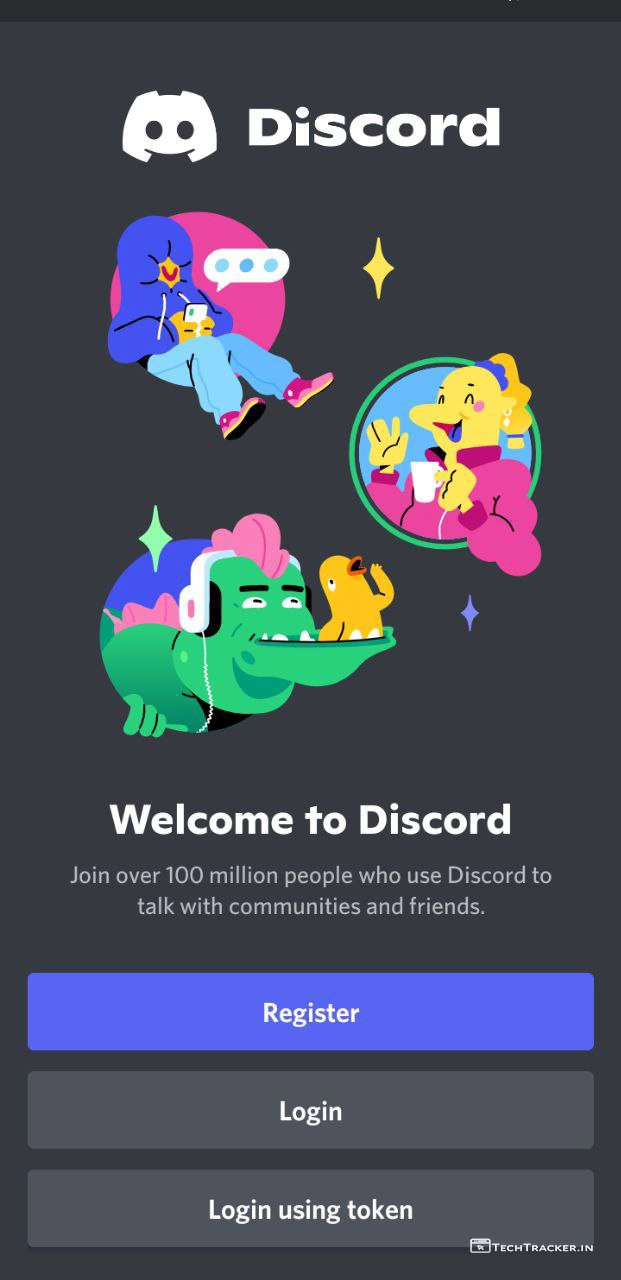 Discord
Welcome to Discord
Join over 100 million people who use Discord to
talk with communities and friends.
Register
Login
Login using token
TECHTRACKER.IN